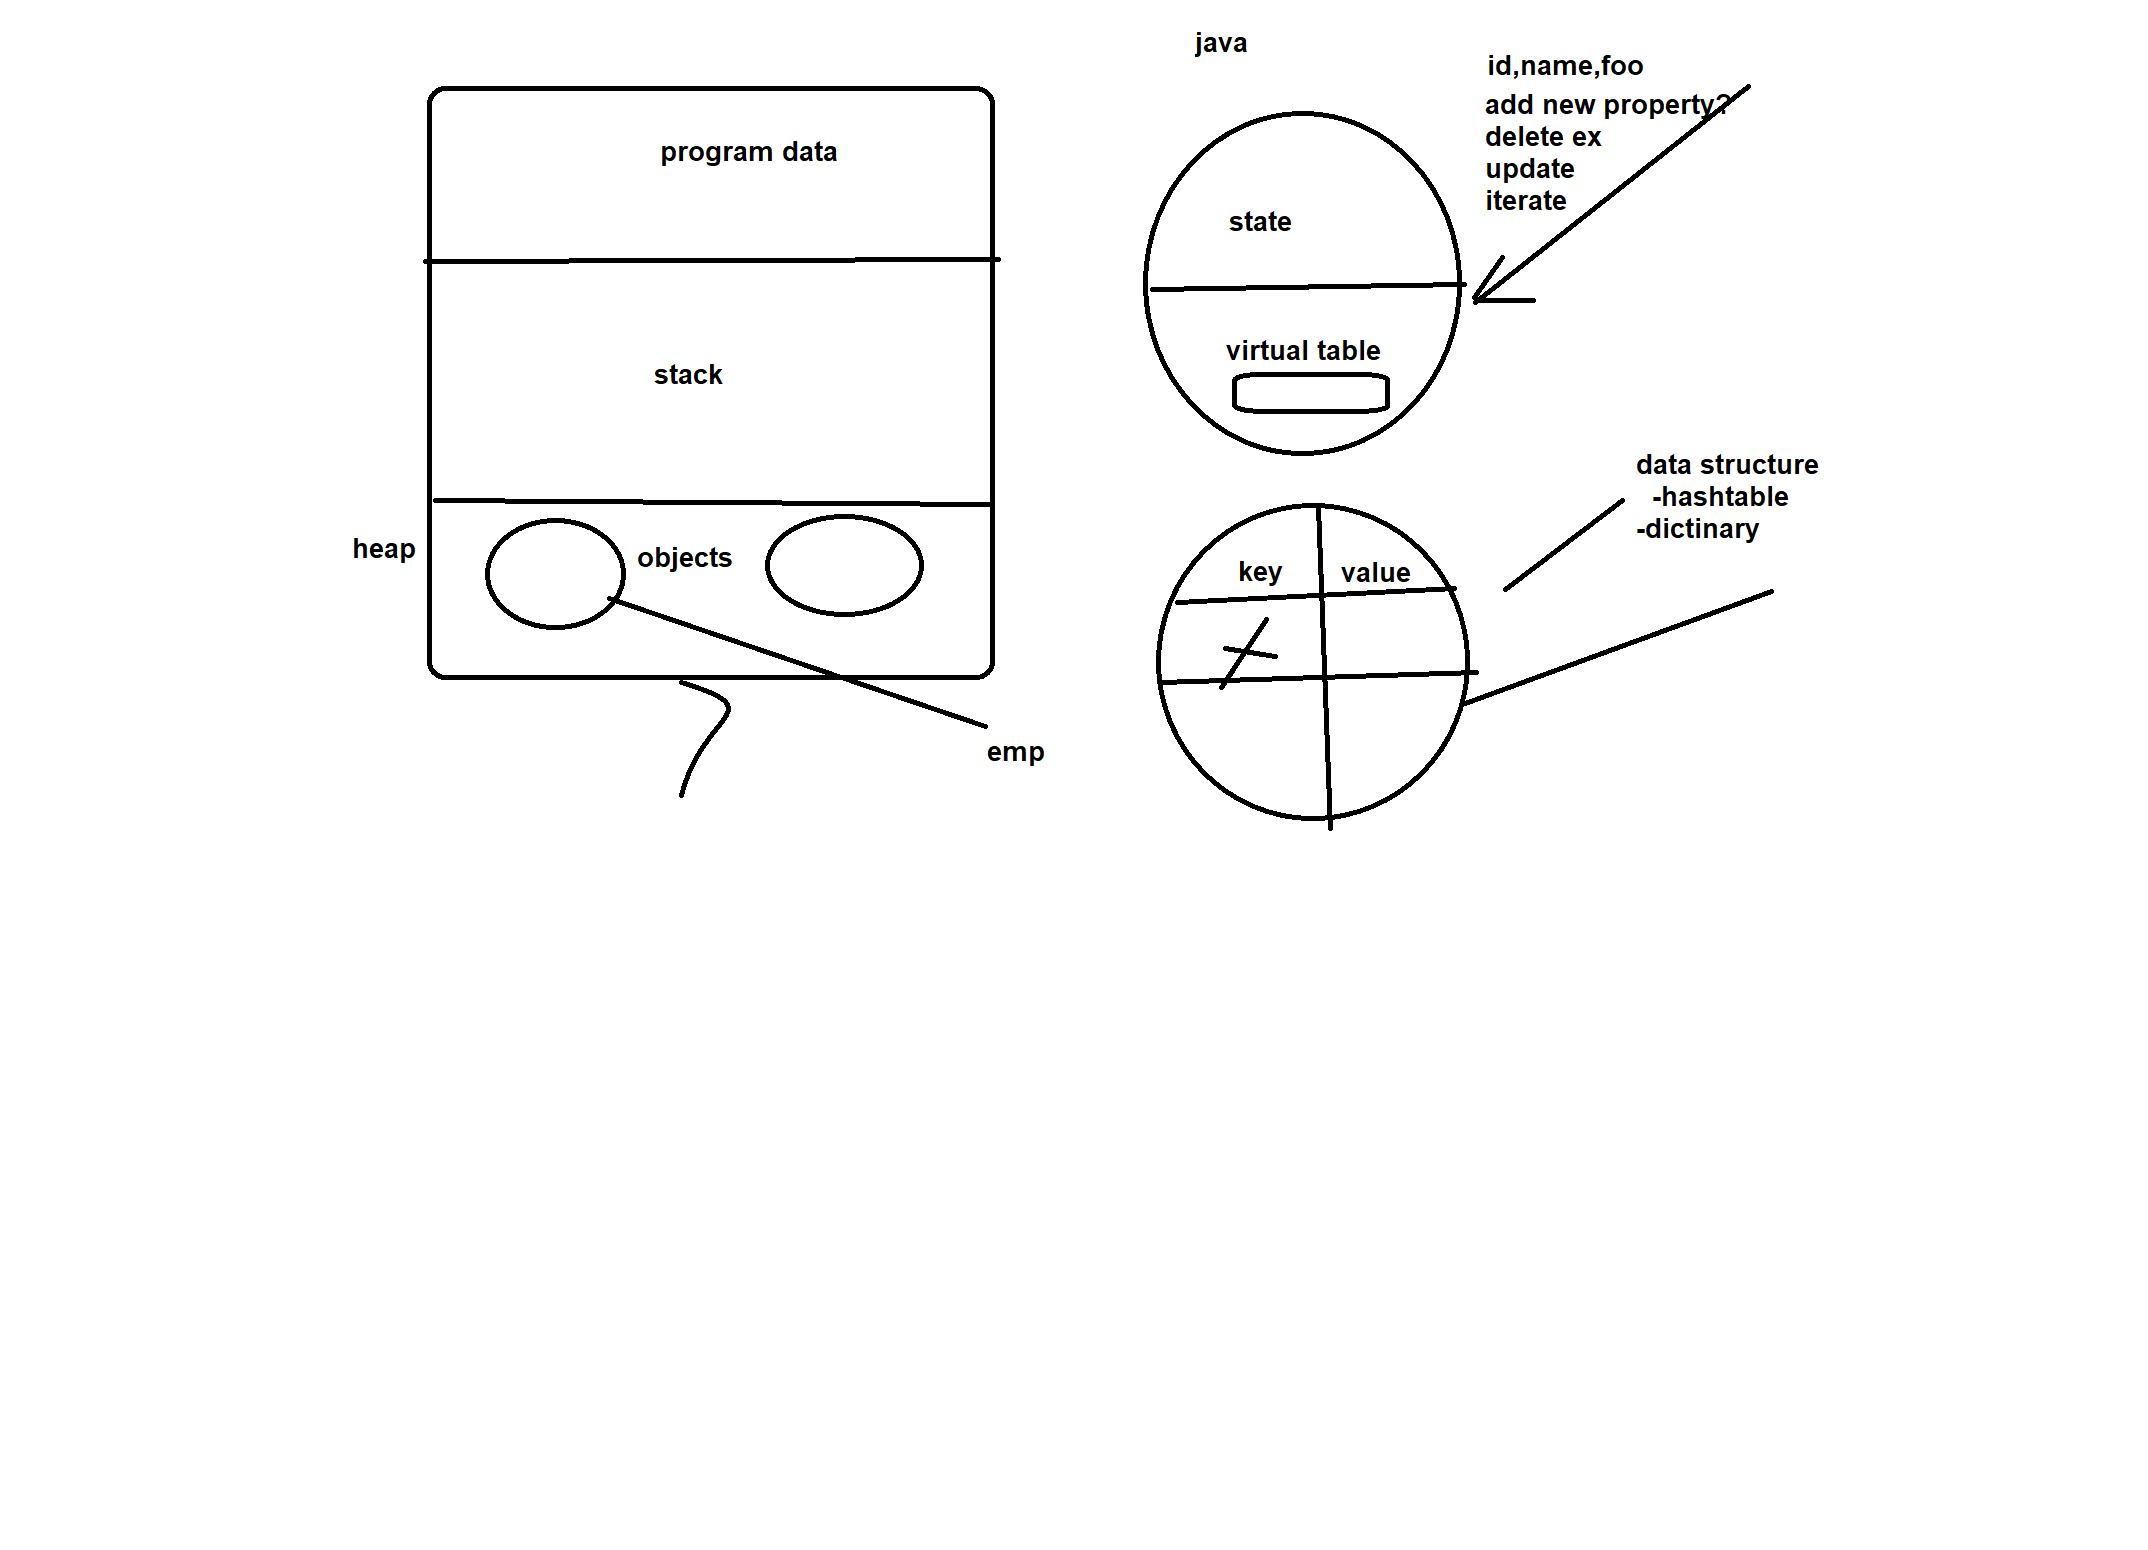 java
id,name,foo
add new property?
delete ex
update
iterate
program data
state
virtual table
stack
data structure
-hashtable
-dictinary
heap
objects
key
value
emp